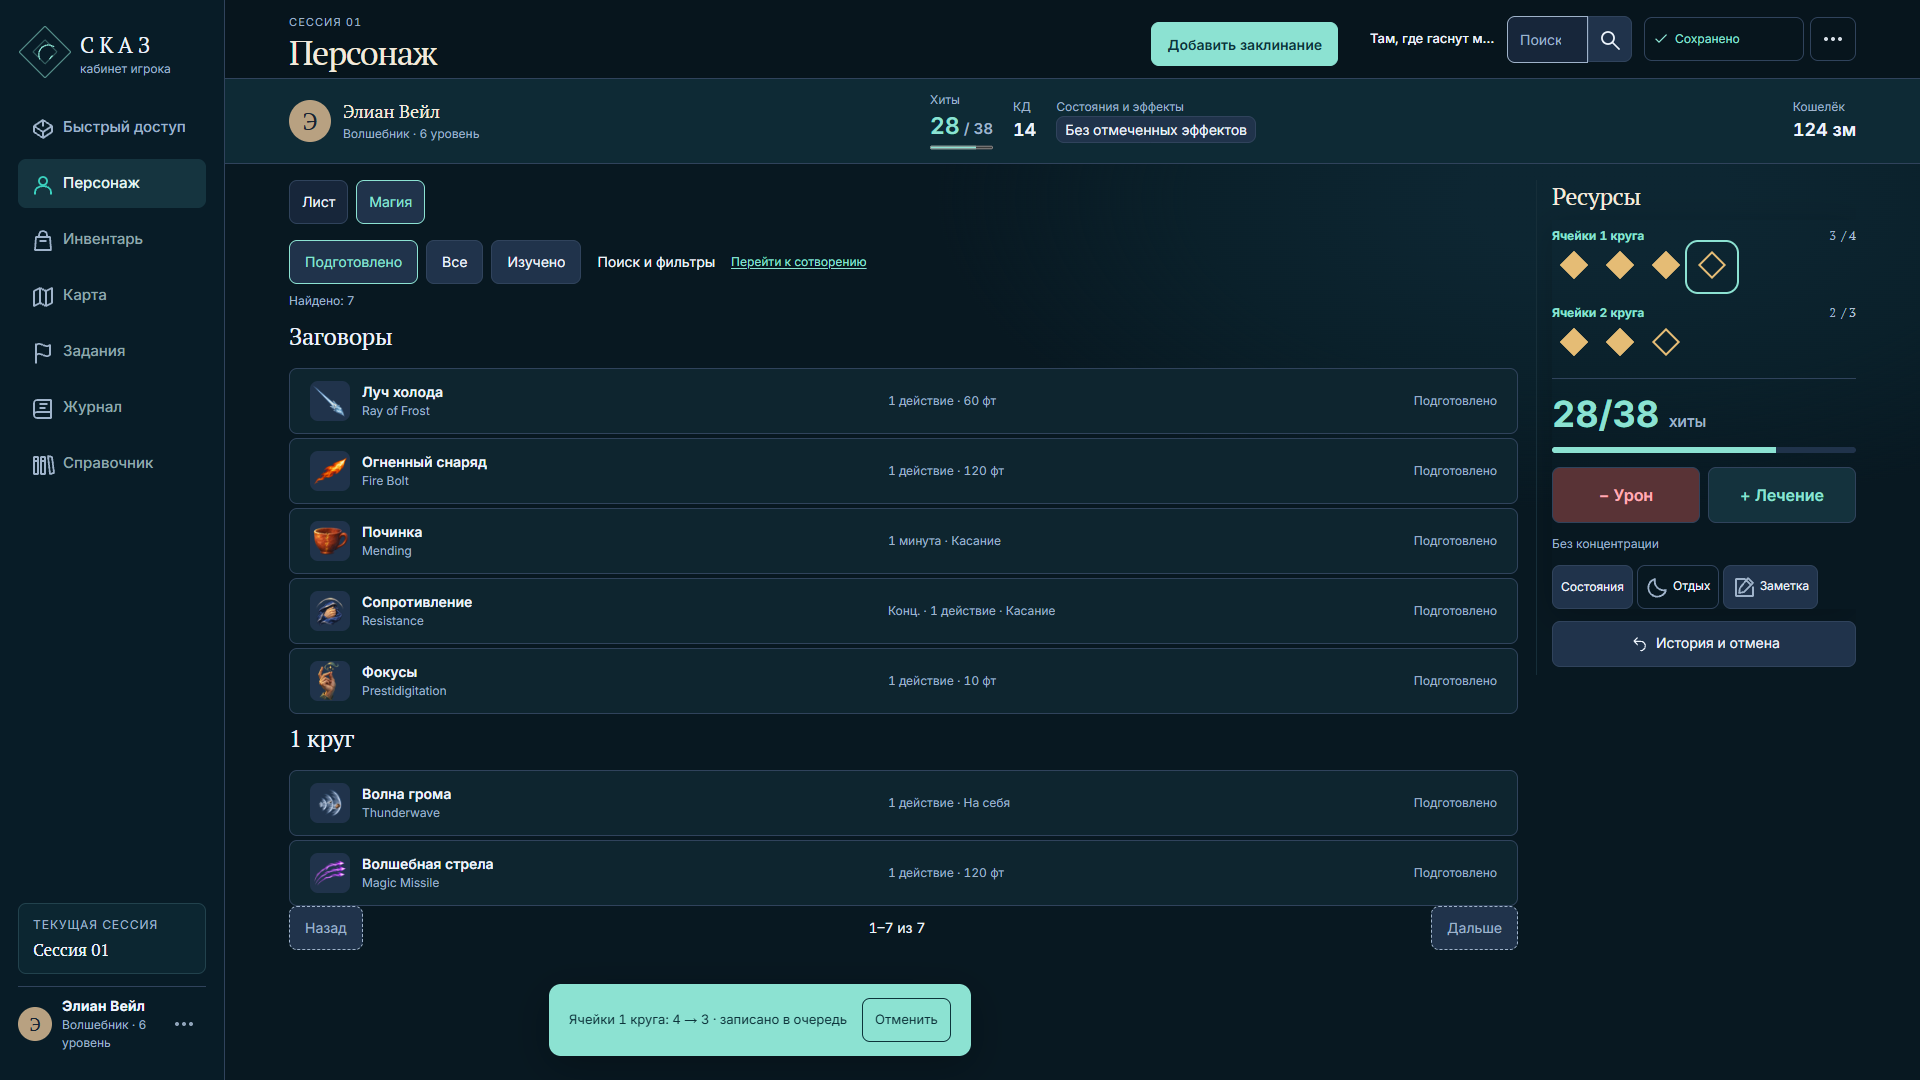 СКАЗ
кабинет игрока
Быстрый доступ
Персонаж
Инвентарь
Карта
Задания
Журнал
Справочник
ТЕКУЩАЯ СЕССИЯ
Сессия 01
Э
Элиан Вейл
Волшебник · 6
уровень
СЕССИЯ 01
Персонаж
Добавить заклинание
Там, где гаснут м...
Поиск
Сохранено
Э
Элиан Вейл
Волшебник · 6 уровень
Хиты
28 / 38
КД
14
Состояния и эффекты
Без отмеченных эффектов
Кошелёк
124 зм
Лист
Магия
Подготовлено
Все
Изучено
Поиск и фильтры
Перейти к сотворению
Найдено: 7
Заговоры
Луч холода
Ray of Frost
1 действие · 60 фт
Подготовлено
Огненный снаряд
Fire Bolt
1 действие · 120 фт
Подготовлено
Починка
Mending
1 минута · Касание
Подготовлено
Сопротивление
Resistance
Конц. · 1 действие · Касание
Подготовлено
Фокусы
Prestidigitation
1 действие · 10 фт
Подготовлено
1 круг
Волна грома
Thunderwave
1 действие · На себя
Подготовлено
Волшебная стрела
Magic Missile
1 действие · 120 фт
Подготовлено
Назад
1–7 из 7
Дальше
Ресурсы
Ячейки 1 круга
3 / 4
Ячейки 2 круга
2 / 3
28/38 хиты
− Урон
+ Лечение
Без концентрации
Состояния
Отдых
Заметка
История и отмена
Ячейки 1 круга: 4 → 3 · записано в очередь
Отменить